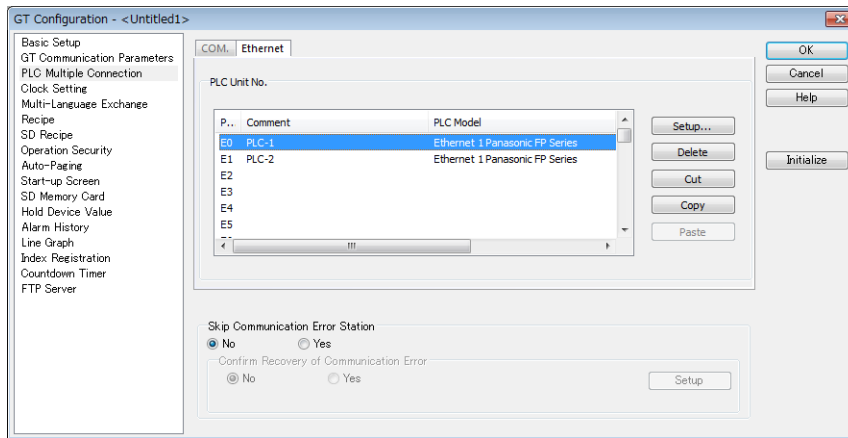 GT Configuration - <Untitled1>
Basic Setup
GT Communication Parameters
PLC Multiple Connection
Clock Setting
Multi-Language Exchange
Recipe
SD Recipe
Operation Security
Auto-Paging
Start-up Screen
SD Memory Card
Hold Device Value
Alarm History
Line Graph
Index Registration
Countdown Timer
FTP Server
COM. Ethernet
PLC Unit No.
P... Comment PLC Model
E0 PLC-1 Ethernet 1 Panasonic FP Series
E1 PLC-2 Ethernet 1 Panasonic FP Series
E2
E3
E4
E5
Setup...
Delete
Cut
Copy
Paste
Skip Communication Error Station
No Yes
Confirm Recovery of Communication Error
No Yes
Setup
OK
Cancel
Help
Initialize